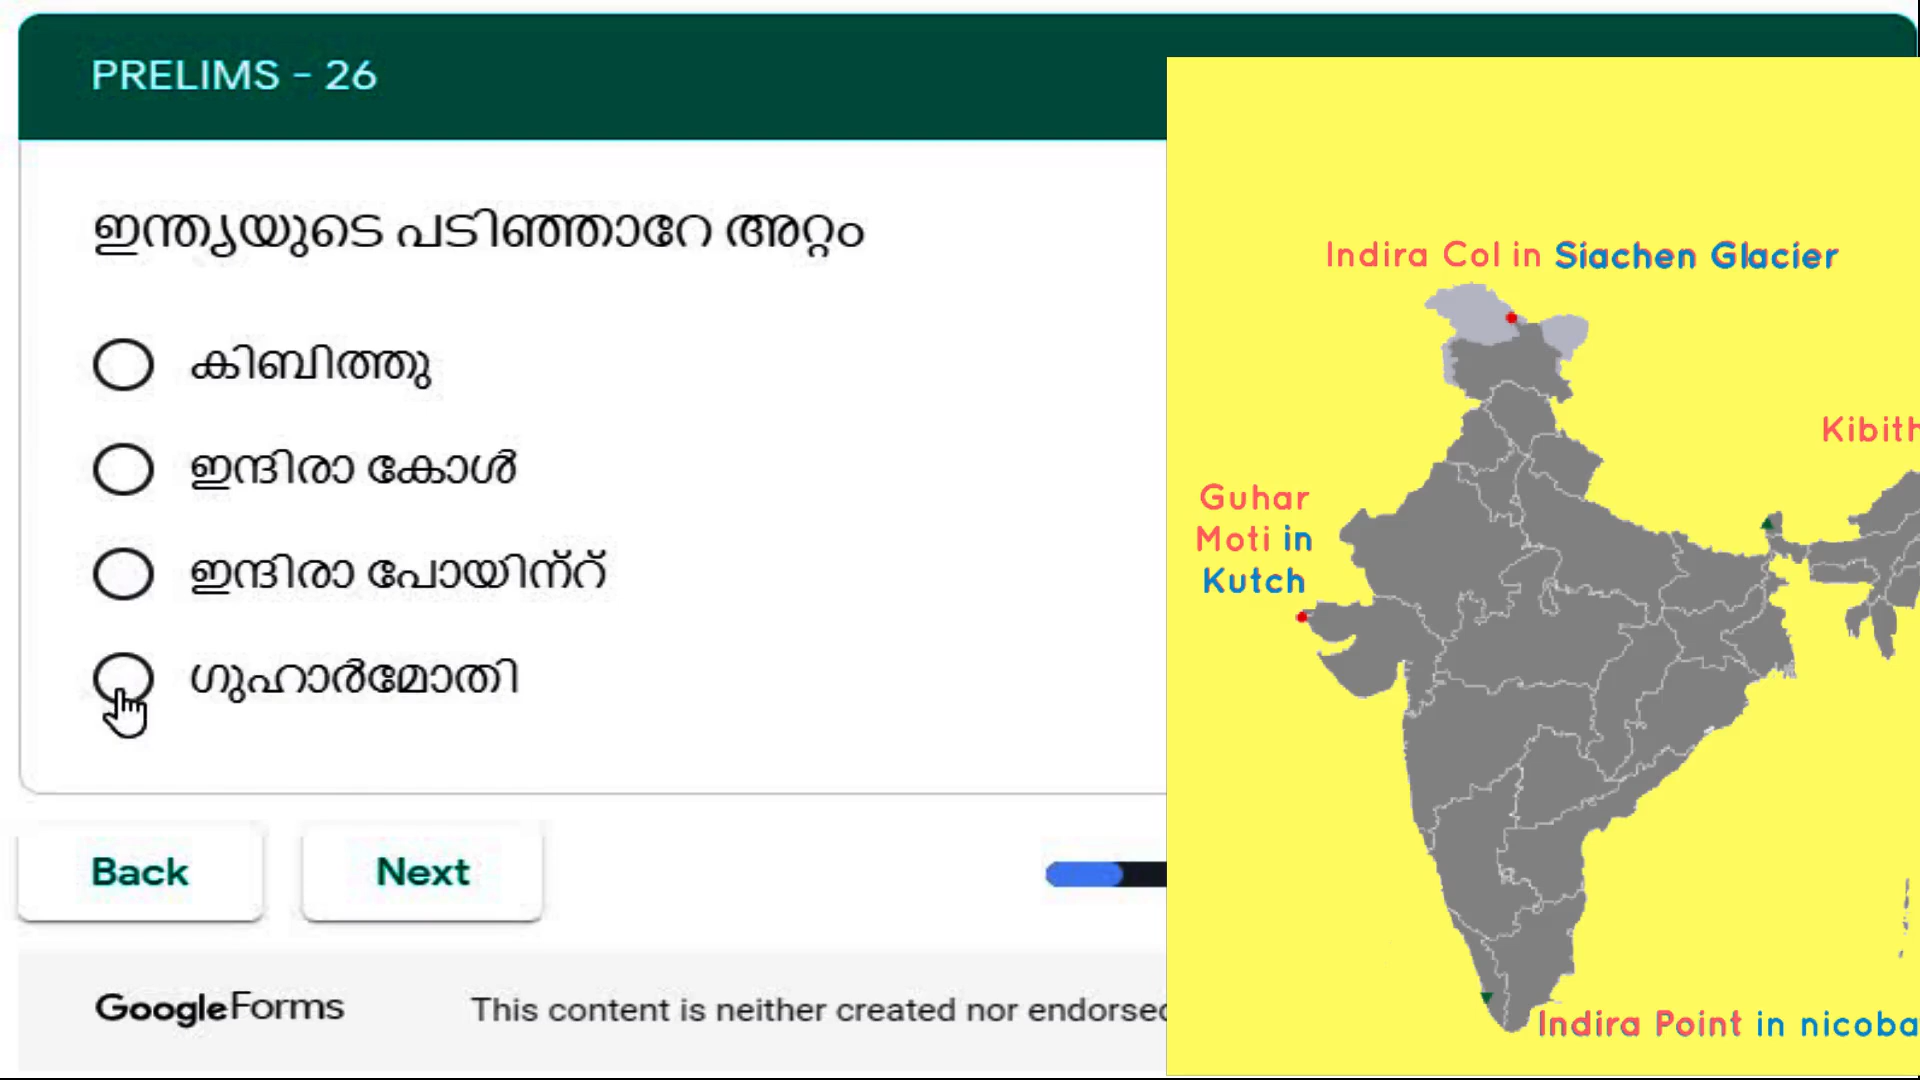 PRELIMS - 26
ഇന്ത്യയുടെ പടിഞ്ഞാറേ അറ്റം
കിബിത്തു
ഇന്ദിരാ കോൾ
ഇന്ദിരാ പോയിന്റ്
ഗുഹാർമോതി
Back
Next
Google Forms
This content is neither created nor endorsed
Indira Col in Siachen Glacier
Kibith
Guhar
Moti in
Kutch
Indira Point in nicoba